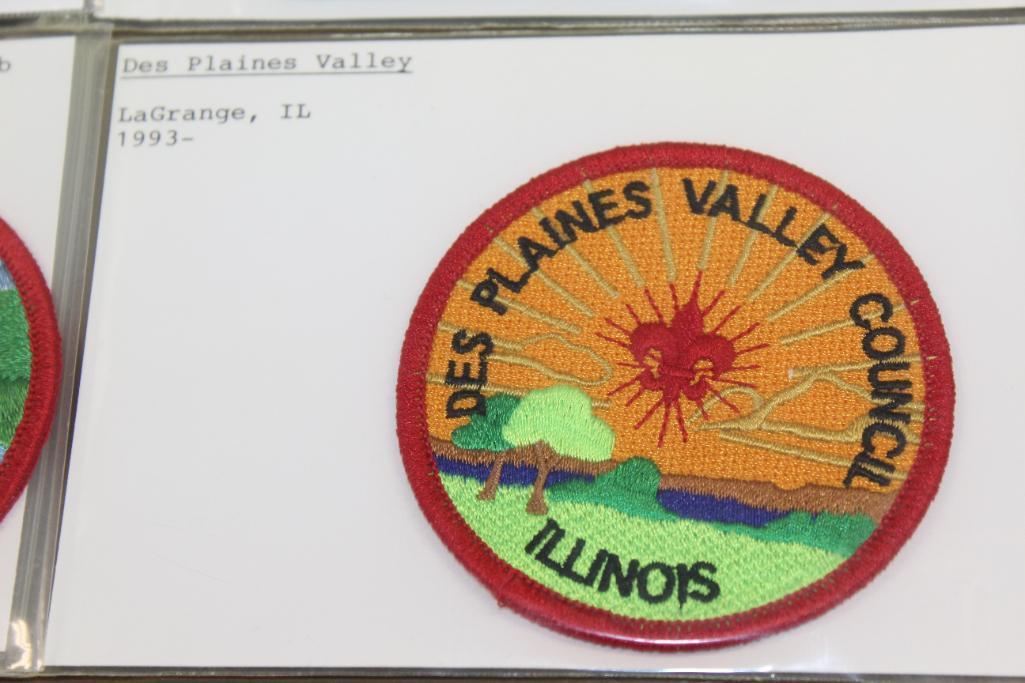 b
Des Plaines Valley
LaGrange, IL
1993-
DES PLAINES VALLEY COUNCIL
ILLINOIS